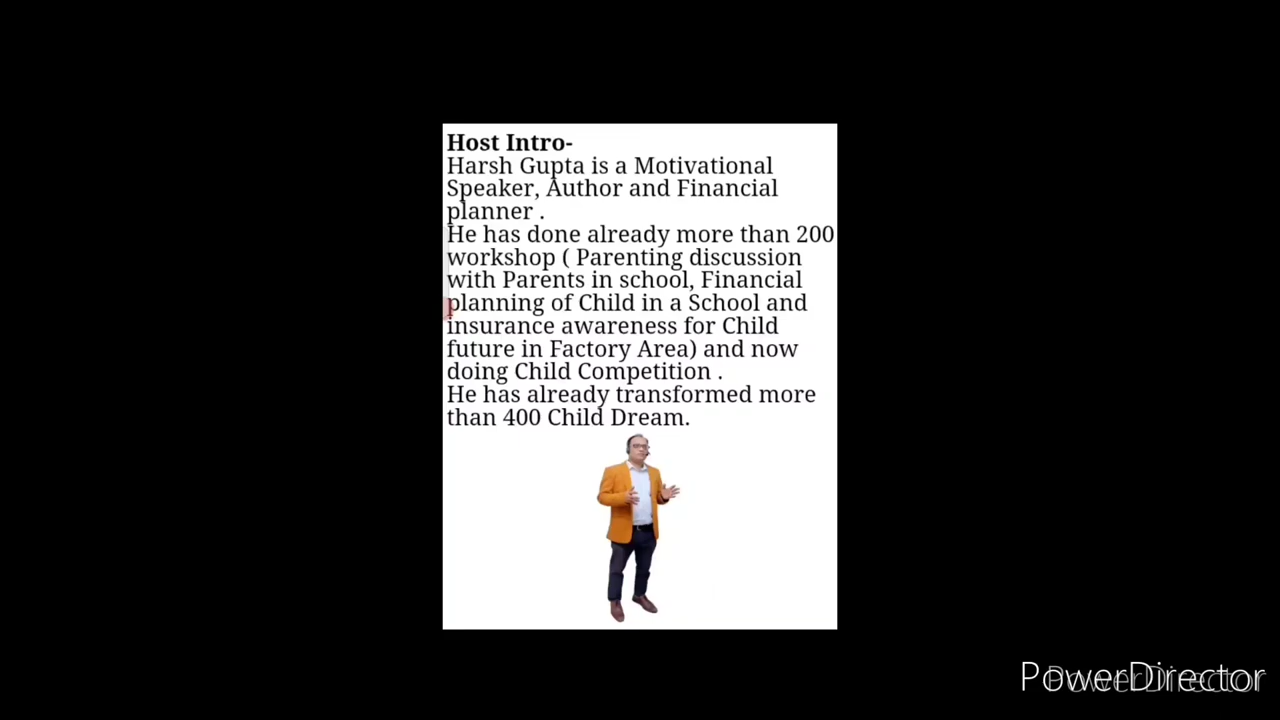 Host Intro-
Harsh Gupta is a Motivational
Speaker, Author and Financial
planner .
He has done already more than 200
workshop ( Parenting discussion
with Parents in school, Financial
planning of Child in a School and
insurance awareness for Child
future in Factory Area) and now
doing Child Competition .
He has already transformed more
than 400 Child Dream.
PowerDirector
PowerDirector